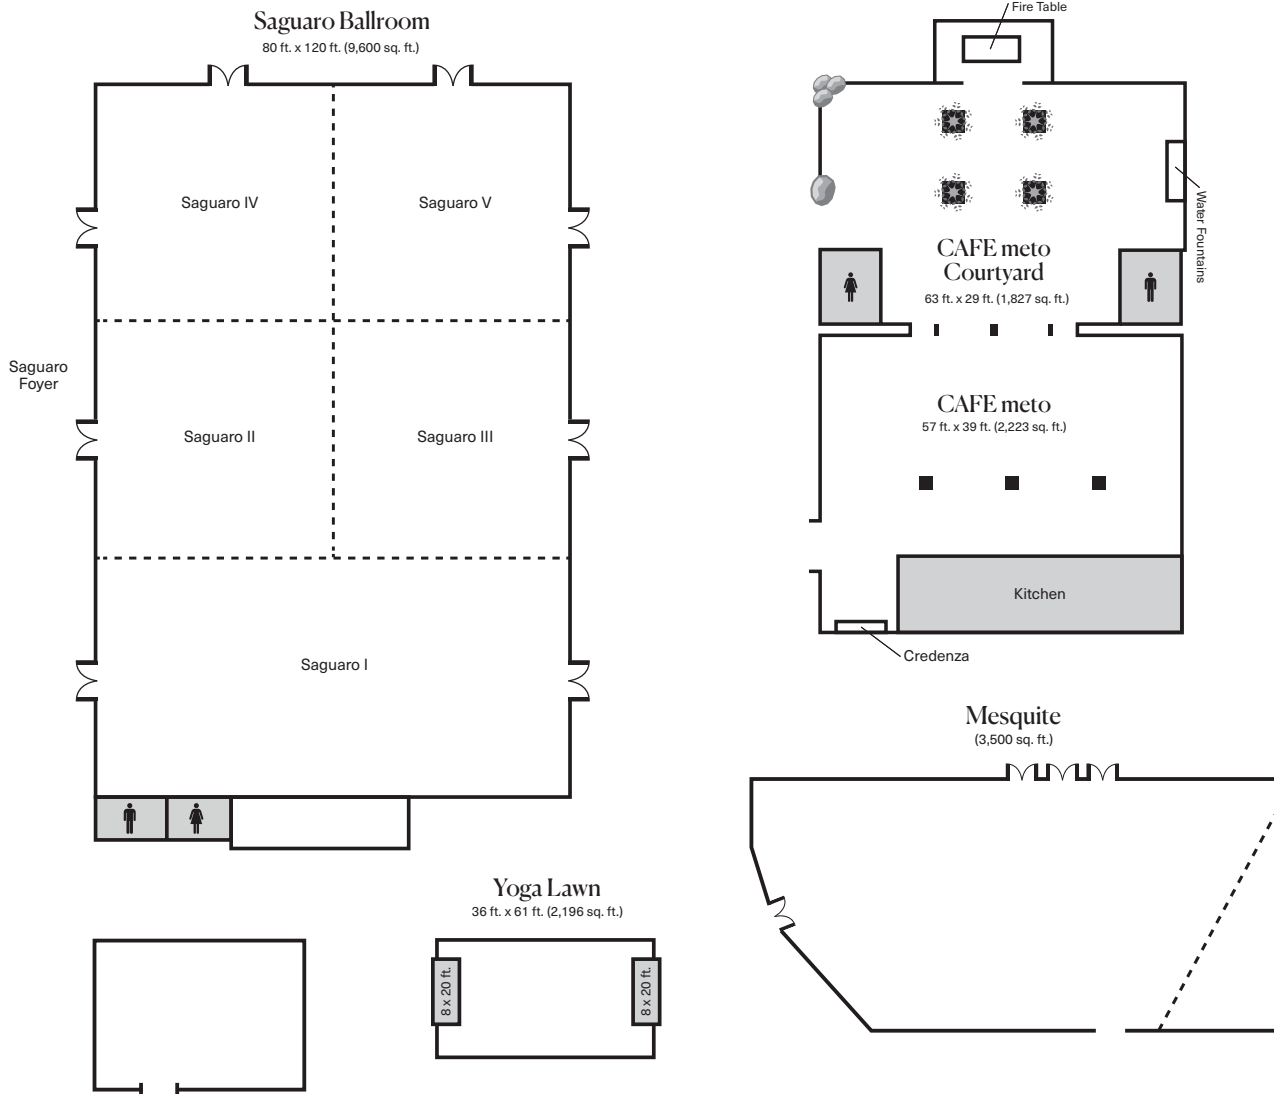 Saguaro Ballroom
80 ft. x 120 ft. (9,600 sq. ft.)
Saguaro IV
Saguaro V
Saguaro
Foyer
Saguaro II
Saguaro III
Saguaro I
Fire Table
Water Fountains
CAFE meto
Courtyard
63 ft. x 29 ft. (1,827 sq. ft.)
CAFE meto
57 ft. x 39 ft. (2,223 sq. ft.)
Kitchen
Credenza
Mesquite
(3,500 sq. ft.)
Yoga Lawn
36 ft. x 61 ft. (2,196 sq. ft.)
8 x 20 ft.
8 x 20 ft.